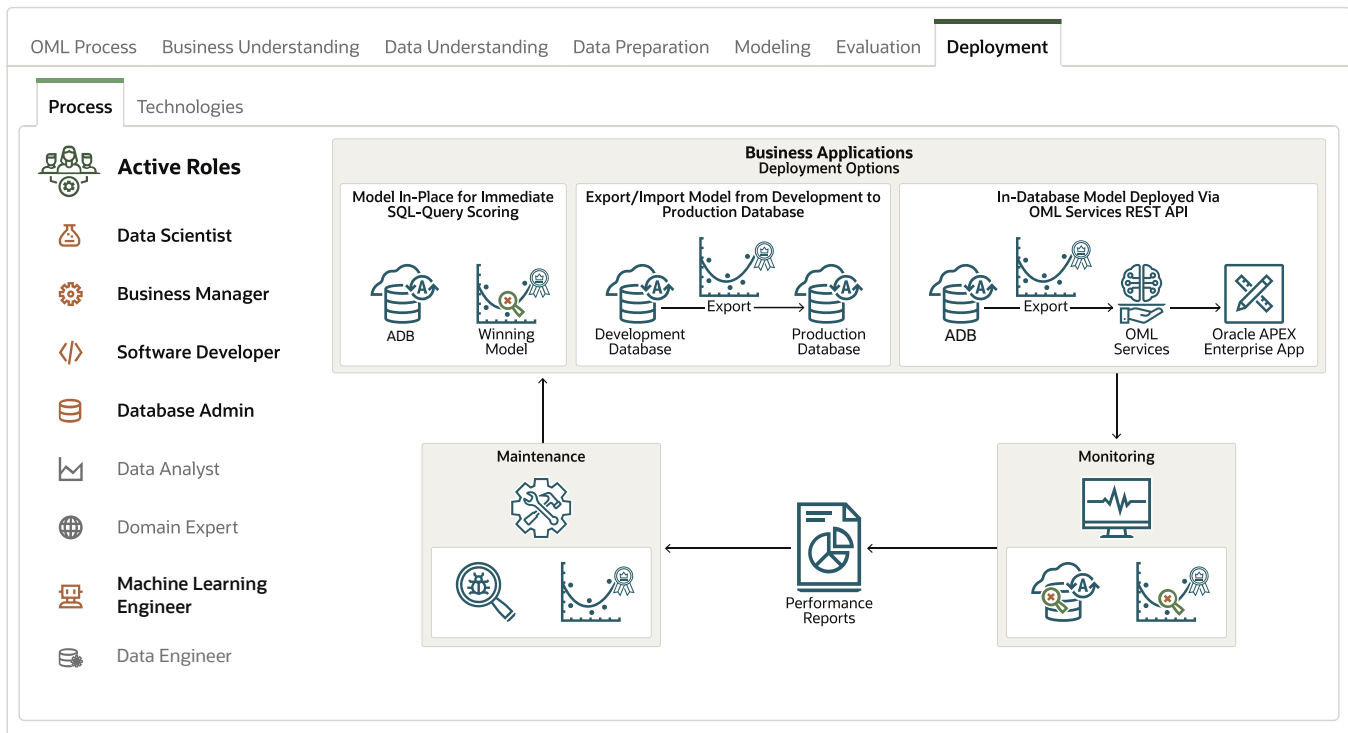 OML Process
Business Understanding
Data Understanding
Data Preparation
Modeling
Evaluation
Deployment
Process
Technologies
Active Roles
Data Scientist
Business Manager
Software Developer
Database Admin
Data Analyst
Domain Expert
Machine Learning
Engineer
Data Engineer
Business Applications
Deployment Options
Model In-Place for Immediate
SQL-Query Scoring
A
ADB
Winning
Model
Export/Import Model from Development to
Production Database
A
Development
Database
Export
A
Production
Database
In-Database Model Deployed Via
OML Services REST API
A
ADB
Export
OML
Services
Oracle APEX
Enterprise App
Maintenance
Performance
Reports
Monitoring
A